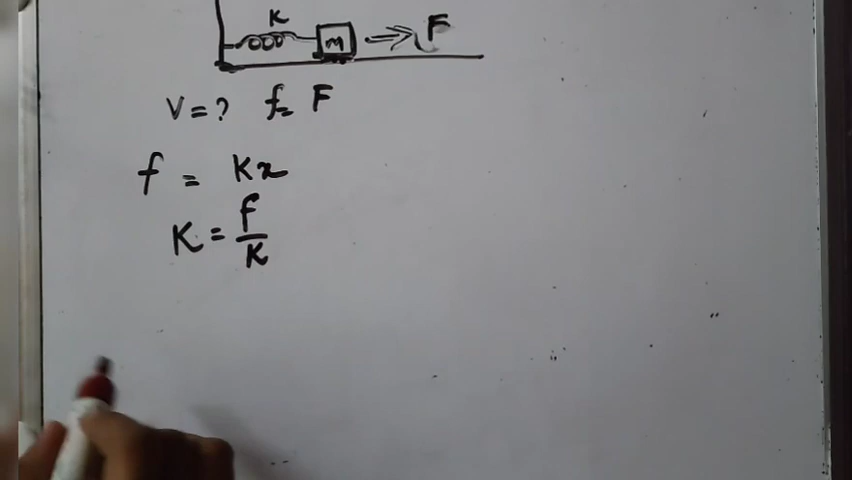 K
m F
V = ? f = F
f = Kx
K = f/K